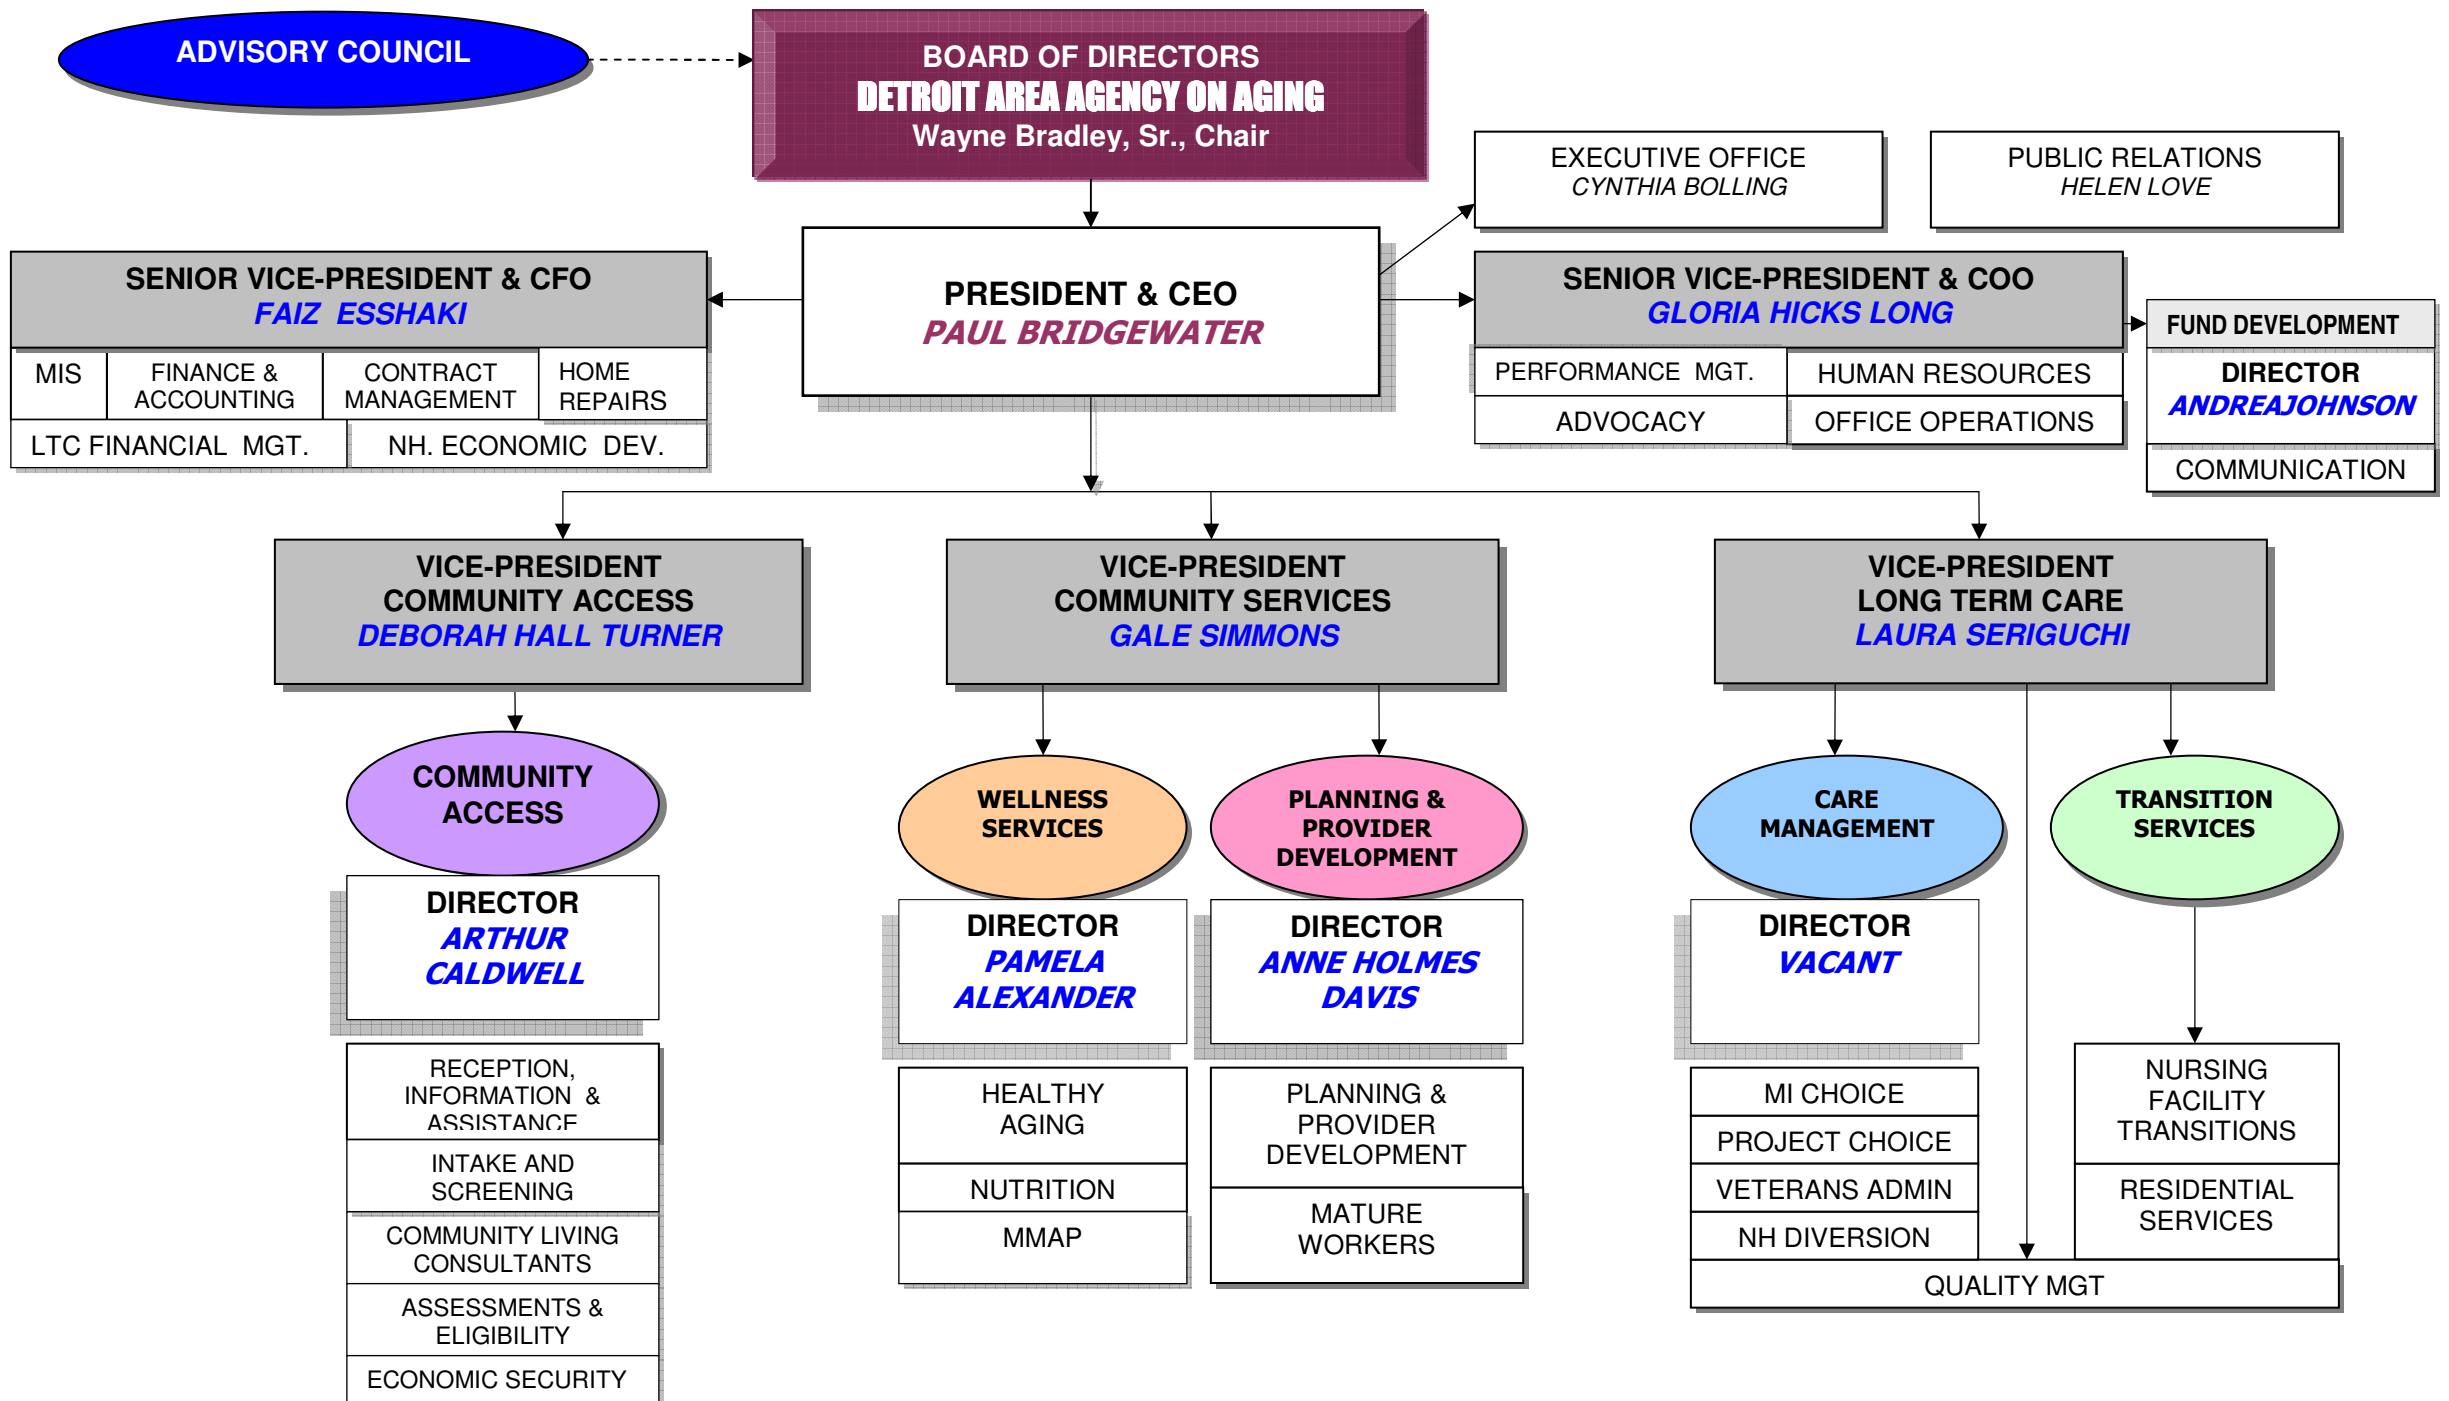 ADVISORY COUNCIL
BOARD OF DIRECTORS
DETROIT AREA AGENCY ON AGING
Wayne Bradley, Sr., Chair
EXECUTIVE OFFICE
CYNTHIA BOLLING
PUBLIC RELATIONS
HELEN LOVE
SENIOR VICE-PRESIDENT & CFO
FAIZ ESSHAKI
MIS
FINANCE &
ACCOUNTING
CONTRACT
MANAGEMENT
HOME
REPAIRS
LTC FINANCIAL MGT.
NH. ECONOMIC DEV.
PRESIDENT & CEO
PAUL BRIDGEWATER
SENIOR VICE-PRESIDENT & COO
GLORIA HICKS LONG
PERFORMANCE MGT.
HUMAN RESOURCES
ADVOCACY
OFFICE OPERATIONS
FUND DEVELOPMENT
DIRECTOR
ANDREAJOHNSON
COMMUNICATION
VICE-PRESIDENT
COMMUNITY ACCESS
DEBORAH HALL TURNER
VICE-PRESIDENT
COMMUNITY SERVICES
GALE SIMMONS
VICE-PRESIDENT
LONG TERM CARE
LAURA SERIGUCHI
COMMUNITY
ACCESS
DIRECTOR
ARTHUR
CALDWELL
RECEPTION,
INFORMATION &
ASSISTANCE
INTAKE AND
SCREENING
COMMUNITY LIVING
CONSULTANTS
ASSESSMENTS &
ELIGIBILITY
ECONOMIC SECURITY
WELLNESS
SERVICES
DIRECTOR
PAMELA
ALEXANDER
HEALTHY
AGING
NUTRITION
MMAP
PLANNING &
PROVIDER
DEVELOPMENT
DIRECTOR
ANNE HOLMES
DAVIS
PLANNING &
PROVIDER
DEVELOPMENT
MATURE
WORKERS
CARE
MANAGEMENT
DIRECTOR
VACANT
MI CHOICE
PROJECT CHOICE
VETERANS ADMIN
NH DIVERSION
TRANSITION
SERVICES
NURSING
FACILITY
TRANSITIONS
RESIDENTIAL
SERVICES
QUALITY MGT